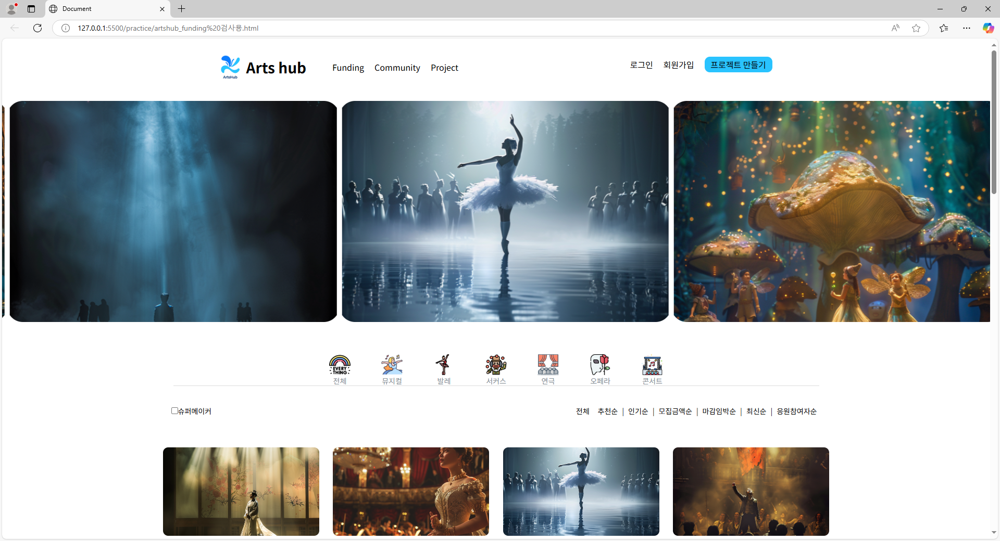 Document
127.0.0.1:5500/practice/artshub_funding%20검사용.html
ArtsHub
Arts hub
Funding Community Project
로그인 회원가입 프로젝트 만들기
EVERY
THING
전체 뮤지컬 발레 서커스 연극 오페라 콘서트
슈퍼메이커
전체 추천순 | 인기순 | 모집금액순 | 마감임박순 | 최신순 | 응원참여자순